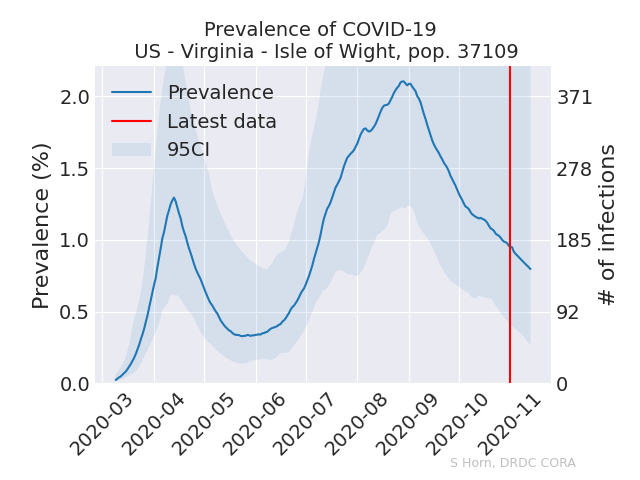 Prevalence of COVID-19
US - Virginia - Isle of Wight, pop. 37109
Prevalence
Latest data
95CI
Prevalence (%)
2.0
1.5
1.0
0.5
0.0
# of infections
371
278
185
92
0
2020-03
2020-04
2020-05
2020-06
2020-07
2020-08
2020-09
2020-10
2020-11
S Horn, DRDC CORA